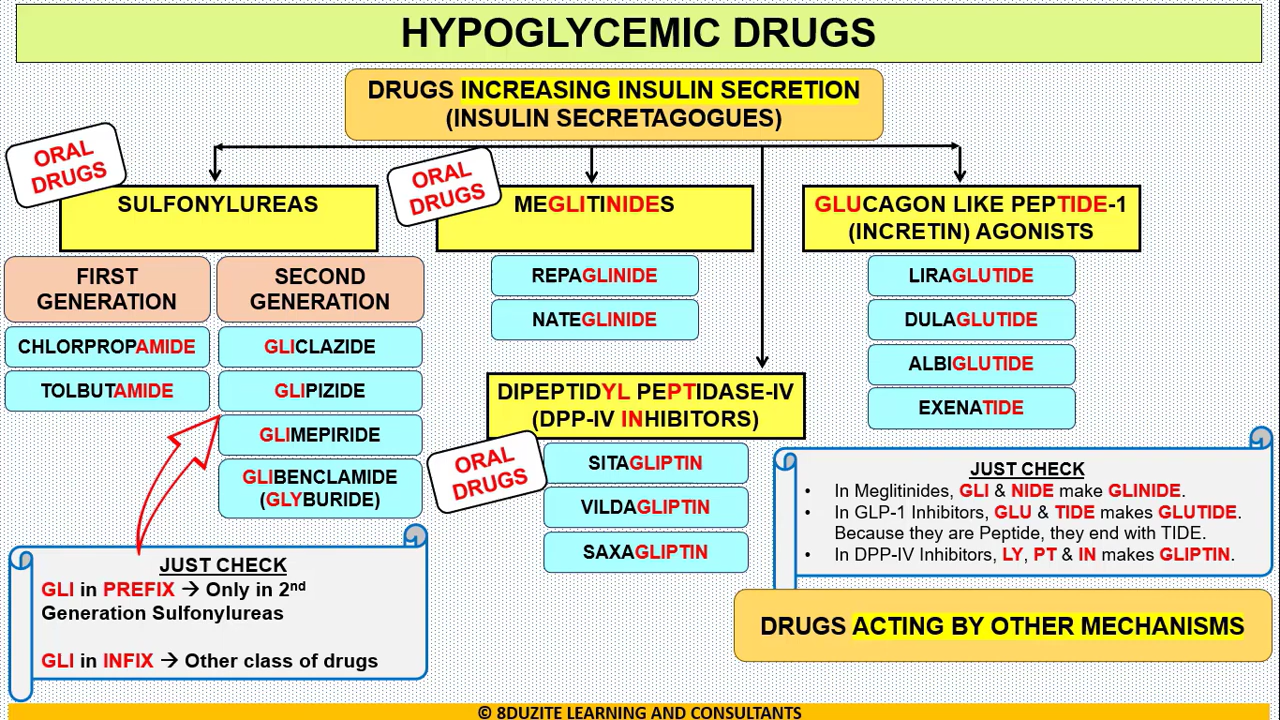 HYPOGLYCEMIC DRUGS
DRUGS INCREASING INSULIN SECRETION
(INSULIN SECRETAGOGUES)
ORAL
DRUGS
SULFONYLUREAS
FIRST
GENERATION
CHLORPROPAMIDE
TOLBUTAMIDE
SECOND
GENERATION
GLICLAZIDE
GLIPIZIDE
GLIMEPIRIDE
GLIBENCLAMIDE
(GLYBURIDE)
JUST CHECK
GLI in PREFIX → Only in 2nd
Generation Sulfonylureas
GLI in INFIX → Other class of drugs
ORAL
DRUGS
MEGLITINIDES
REPAGLINIDE
NATEGLINIDE
DIPEPTIDYL PEPTIDASE-IV
(DPP-IV INHIBITORS)
ORAL
DRUGS
SITAGLIPTIN
VILDAGLIPTIN
SAXAGLIPTIN
GLUCAGON LIKE PEPTIDE-1
(INCRETIN) AGONISTS
LIRAGLUTIDE
DULAGLUTIDE
ALBIGLUTIDE
EXENATIDE
JUST CHECK
• In Meglitinides, GLI & NIDE make GLINIDE.
• In GLP-1 Inhibitors, GLU & TIDE makes GLUTIDE.
Because they are Peptide, they end with TIDE.
• In DPP-IV Inhibitors, LY, PT & IN makes GLIPTIN.
DRUGS ACTING BY OTHER MECHANISMS
© 8DUZITE LEARNING AND CONSULTANTS